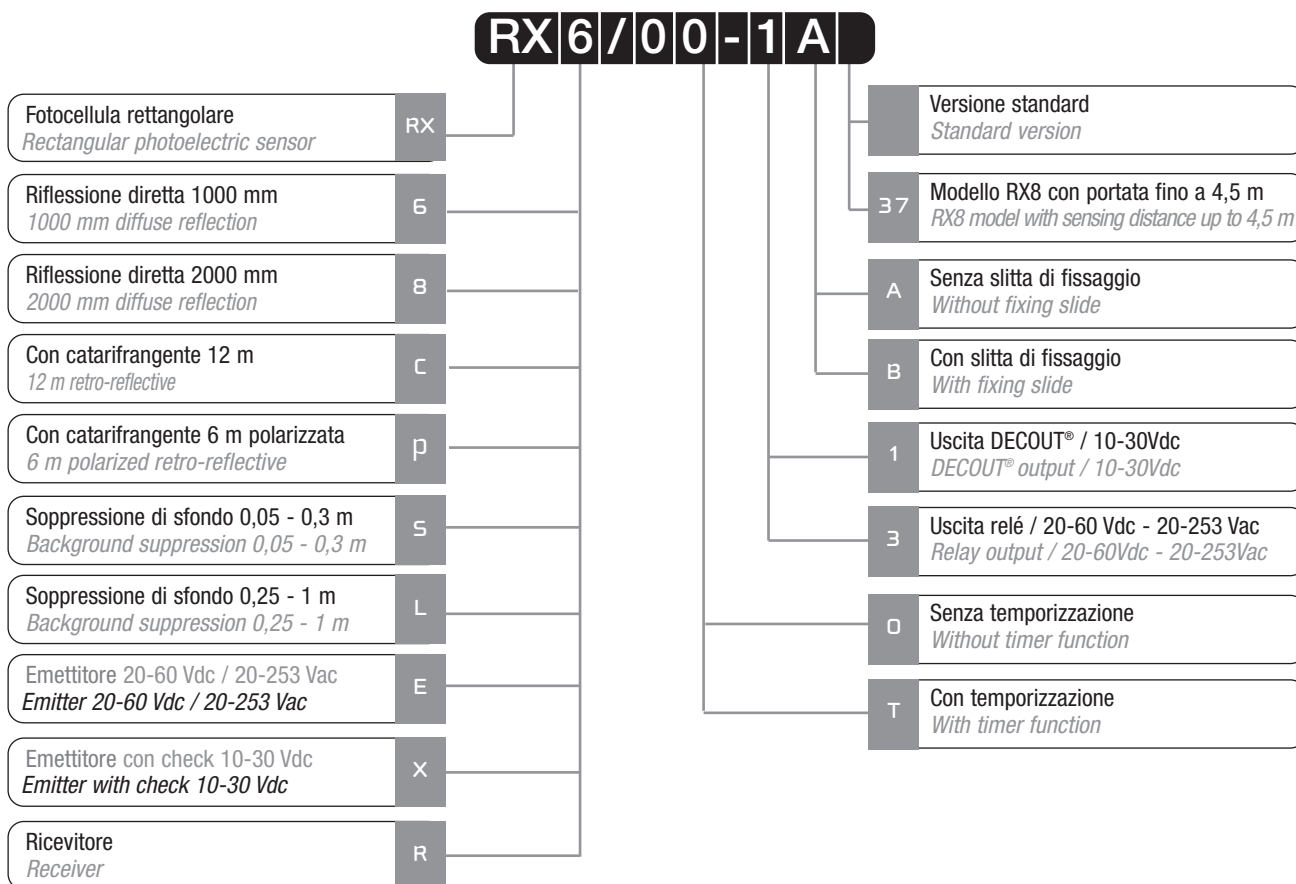 RX6/00-1A
Fotocellula rettangolare
Rectangular photoelectric sensor
RX
Riflessione diretta 1000 mm
1000 mm diffuse reflection
6
Riflessione diretta 2000 mm
2000 mm diffuse reflection
8
Con catarifrangente 12 m
12 m retro-reflective
C
Con catarifrangente 6 m polarizzata
6 m polarized retro-reflective
p
Soppressione di sfondo 0,05 - 0,3 m
Background suppression 0,05 - 0,3 m
S
Soppressione di sfondo 0,25 - 1 m
Background suppression 0,25 - 1 m
L
Emettitore 20-60 Vdc / 20-253 Vac
Emitter 20-60 Vdc / 20-253 Vac
E
Emettitore con check 10-30 Vdc
Emitter with check 10-30 Vdc
X
Ricevitore
Receiver
R
Versione standard
Standard version
37
Modello RX8 con portata fino a 4,5 m
RX8 model with sensing distance up to 4,5 m
A
Senza slitta di fissaggio
Without fixing slide
B
Con slitta di fissaggio
With fixing slide
1
Uscita DECOUT® / 10-30Vdc
DECOUT® output / 10-30Vdc
3
Uscita relé / 20-60 Vdc - 20-253 Vac
Relay output / 20-60Vdc - 20-253Vac
0
Senza temporizzazione
Without timer function
T
Con temporizzazione
With timer function